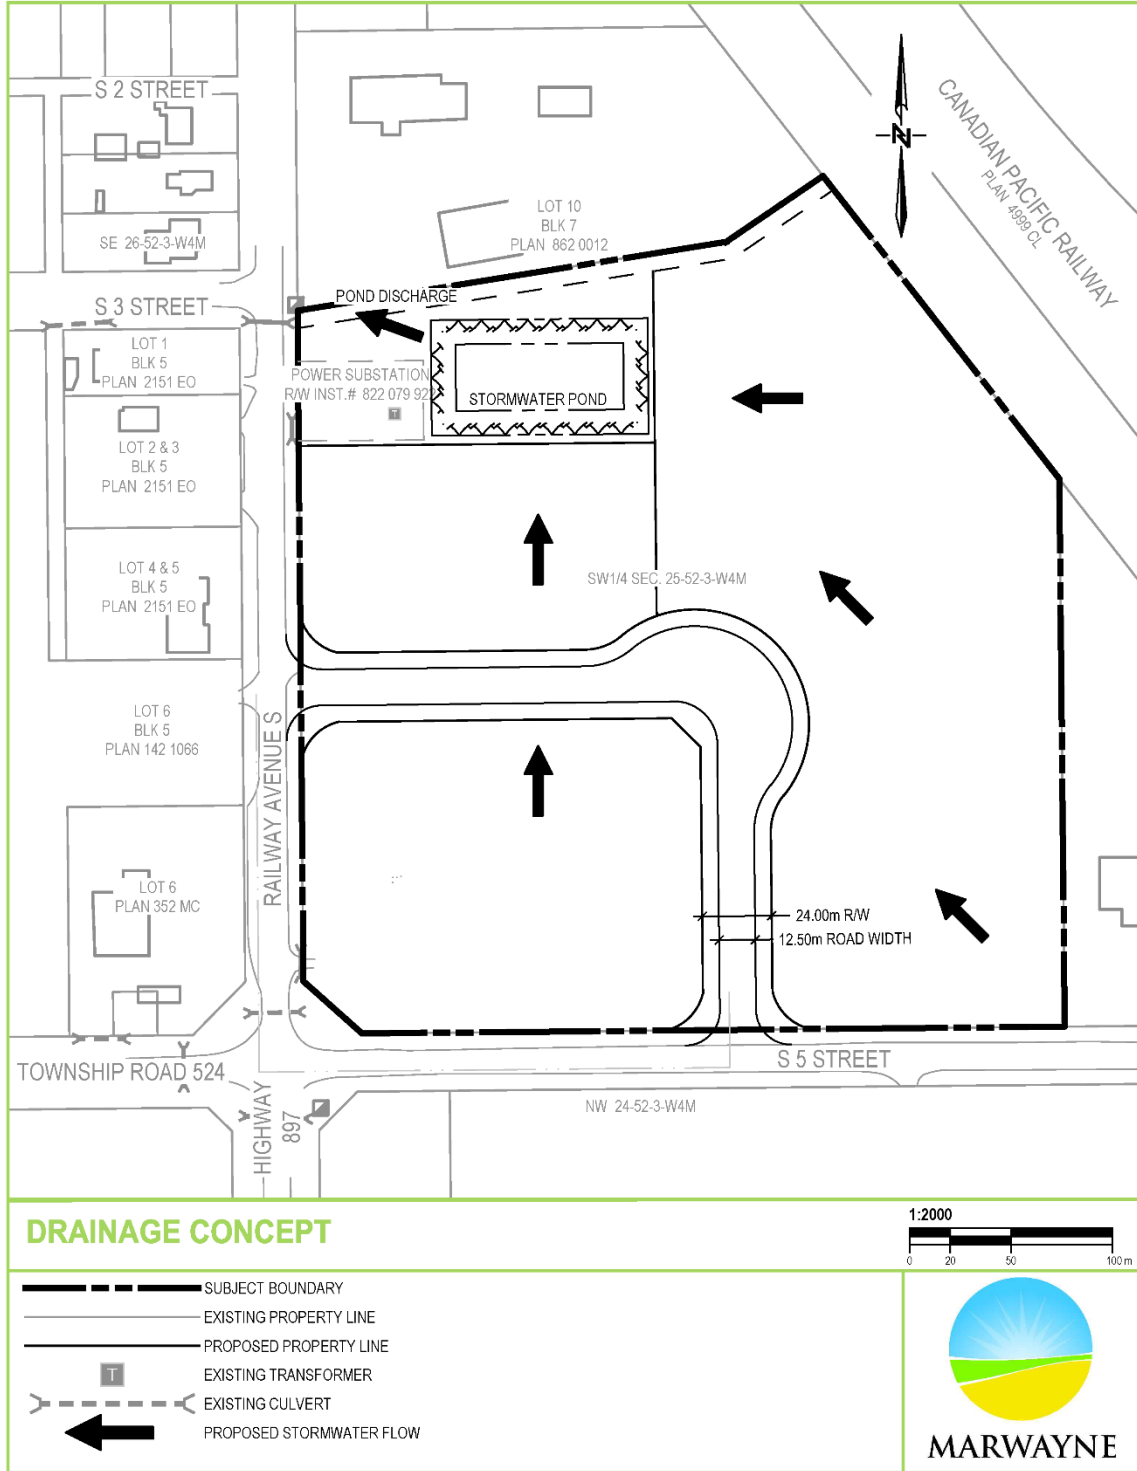 S 2 STREET
CANADIAN PACIFIC RAILWAY
PLAN 4999 CL
N
LOT 10
BLK 7
PLAN 862 0012
SE 26-52-3-W4M
S 3 STREET
POND DISCHARGE
LOT 1
BLK 5
PLAN 2151 EO
POWER SUBSTATION
R/W INST.# 822 079 922
T
STORMWATER POND
LOT 2 & 3
BLK 5
PLAN 2151 EO
LOT 4 & 5
BLK 5
PLAN 2151 EO
SW1/4 SEC. 25-52-3-W4M
LOT 6
BLK 5
PLAN 142 1066
RAILWAY AVENUE S
LOT 6
PLAN 352 MC
24.00m R/W
12.50m ROAD WIDTH
TOWNSHIP ROAD 524
S 5 STREET
HIGHWAY
897
NW 24-52-3-W4M
DRAINAGE CONCEPT
1:2000
0 20 50 100 m
SUBJECT BOUNDARY
EXISTING PROPERTY LINE
PROPOSED PROPERTY LINE
T EXISTING TRANSFORMER
EXISTING CULVERT
PROPOSED STORMWATER FLOW
MARWAYNE